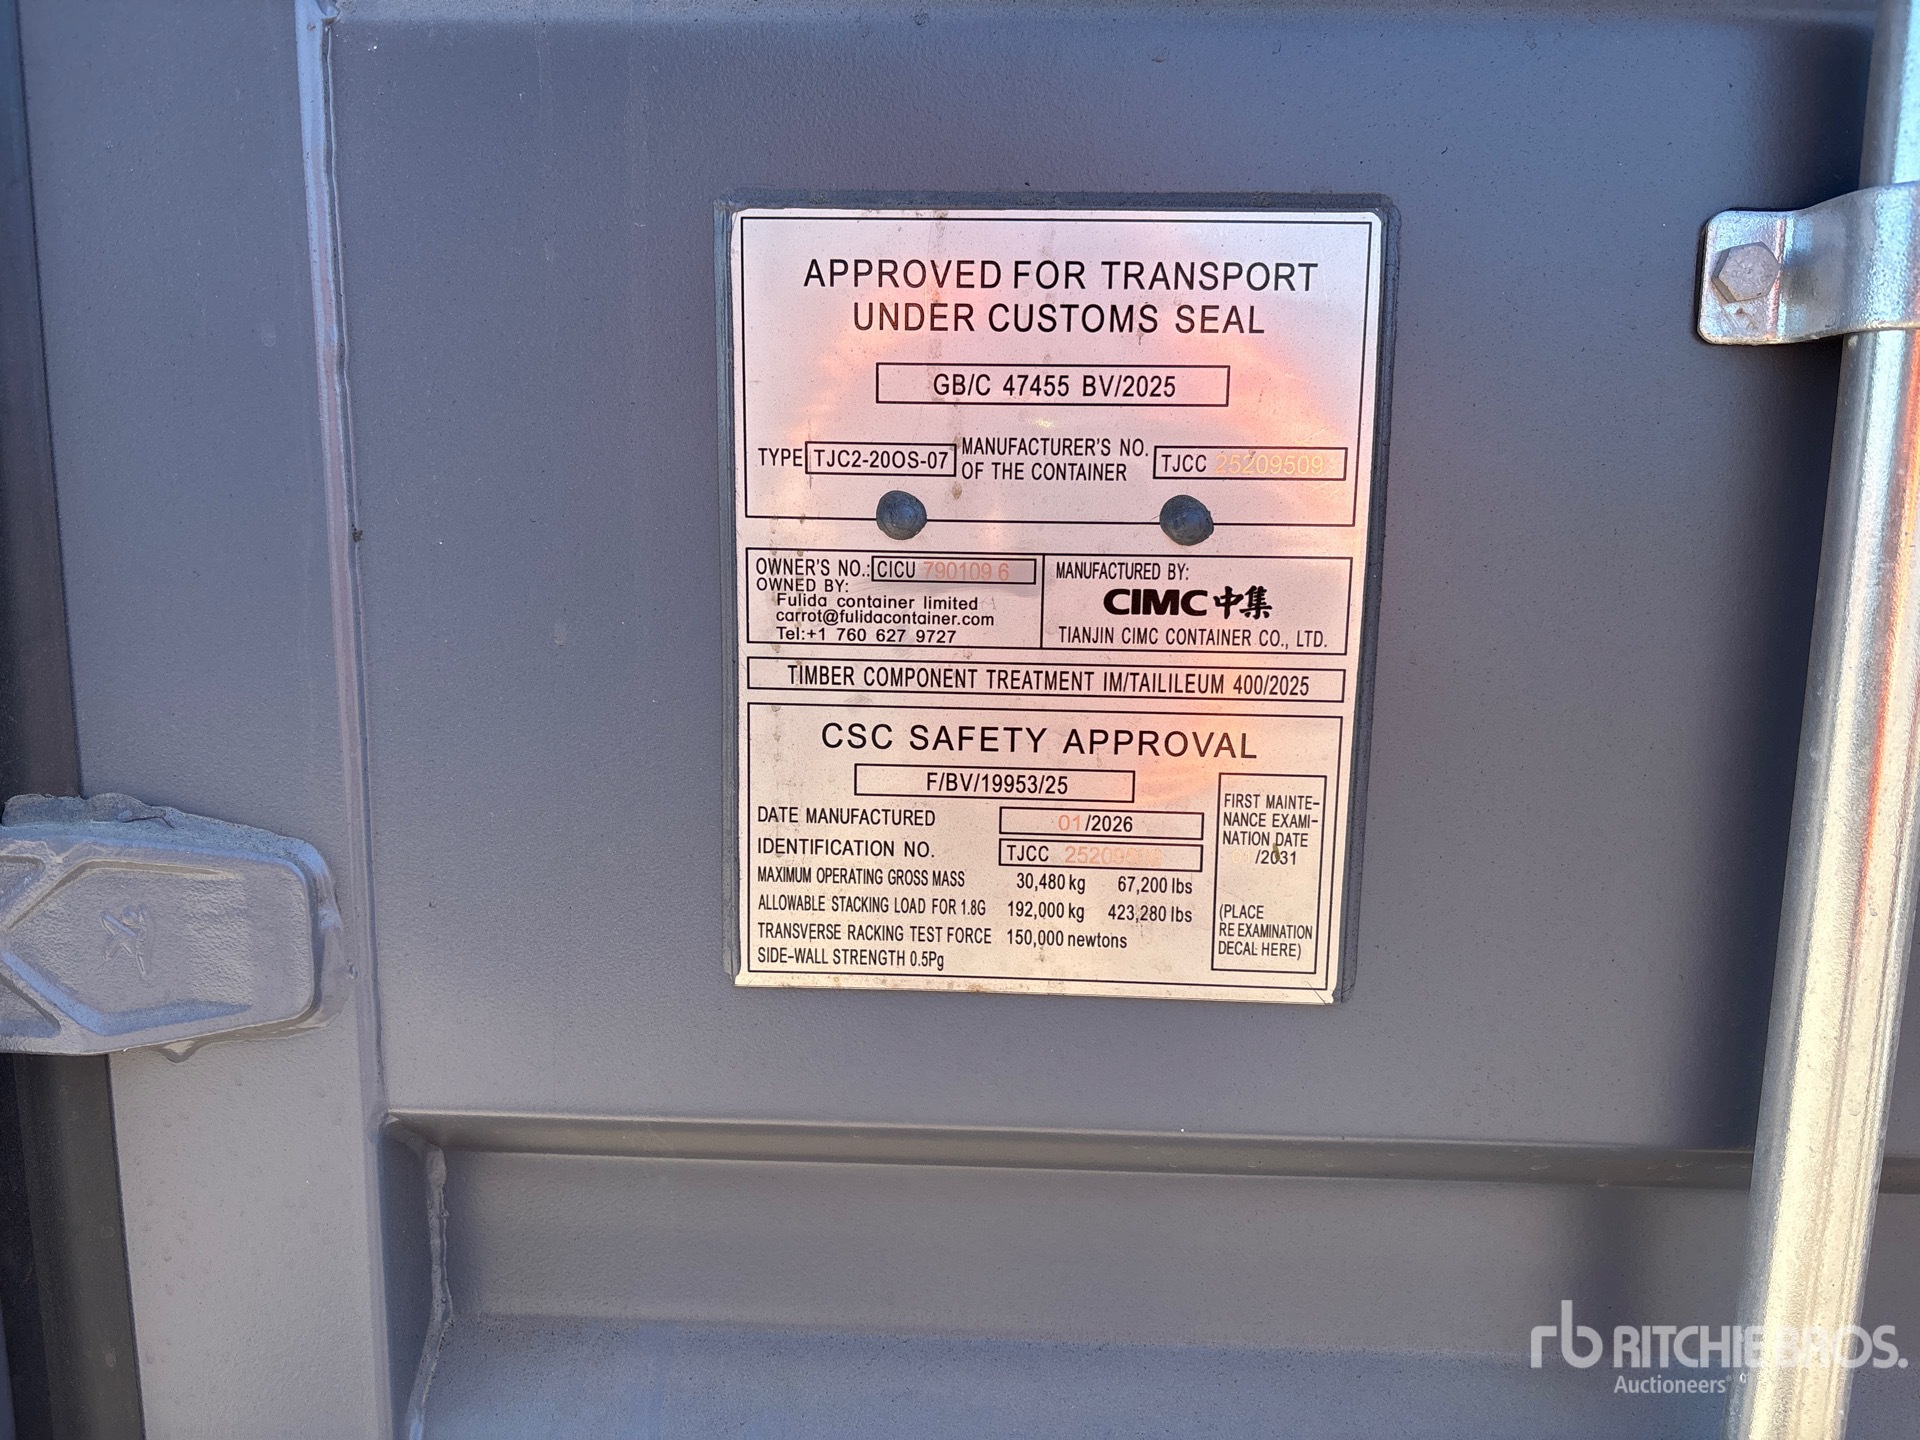 APPROVED FOR TRANSPORT
UNDER CUSTOMS SEAL
GB/C 47455 BV/2025
TYPE TJC2-20OS-07 MANUFACTURER'S NO. OF THE CONTAINER TJCC 25209509
OWNER'S NO.: CICU 790109 6
OWNED BY:
Fulida container limited
carrot@fulidacontainer.com
Tel:+1 760 627 9727
MANUFACTURED BY:
CIMC 中集
TIANJIN CIMC CONTAINER CO., LTD.
TIMBER COMPONENT TREATMENT IM/TAILILEUM 400/2025
CSC SAFETY APPROVAL
F/BV/19953/25
DATE MANUFACTURED 01/2026
IDENTIFICATION NO. TJCC
MAXIMUM OPERATING GROSS MASS 30,480 kg 67,200 lbs
ALLOWABLE STACKING LOAD FOR 1.8G 192,000 kg 423,280 lbs
TRANSVERSE RACKING TEST FORCE 150,000 newtons
SIDE-WALL STRENGTH 0.5Pg
FIRST MAINTE-
NANCE EXAMI-
NATION DATE
/2031
(PLACE
RE EXAMINATION
DECAL HERE)
rb RITCHIE BROS.
Auctioneers